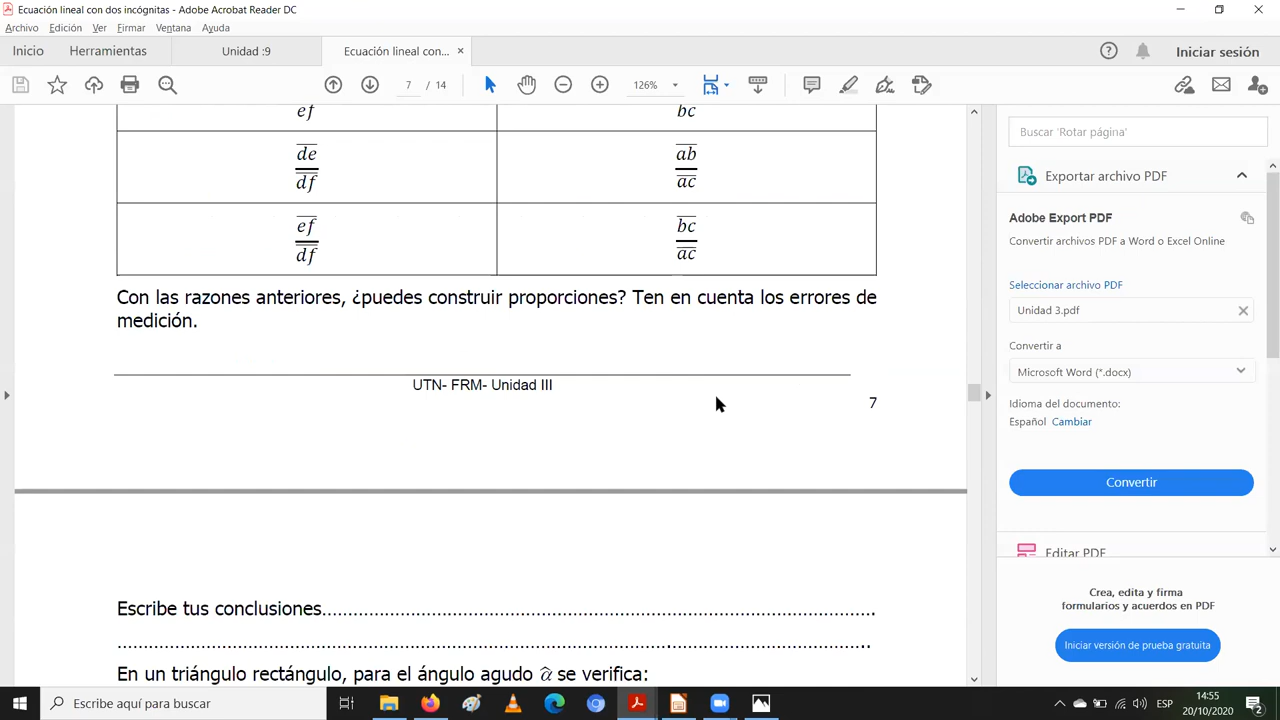 Ecuación lineal con dos incógnitas - Adobe Acrobat Reader DC
Archivo Edición Ver Firmar Ventana Ayuda
Inicio Herramientas Unidad :9 Ecuación lineal con... × Iniciar sesión
7 / 14 126%
ef bc
de ab
df ac
ef bc
df ac
Con las razones anteriores, ¿puedes construir proporciones? Ten en cuenta los errores de
medición.
UTN- FRM- Unidad III
7
Escribe tus conclusiones..........................................................................................................
.....................................................................................................................................
En un triángulo rectángulo, para el ángulo agudo α̂ se verifica:
Buscar 'Rotar página'
Exportar archivo PDF
Adobe Export PDF
Convertir archivos PDF a Word o Excel Online
Seleccionar archivo PDF
Unidad 3.pdf
Convertir a
Microsoft Word (*.docx)
Idioma del documento:
Español Cambiar
Convertir
Editar PDF
Crea, edita y firma
formularios y acuerdos en PDF
Iniciar versión de prueba gratuita
Escribe aquí para buscar
ESP
14:55
20/10/2020
2